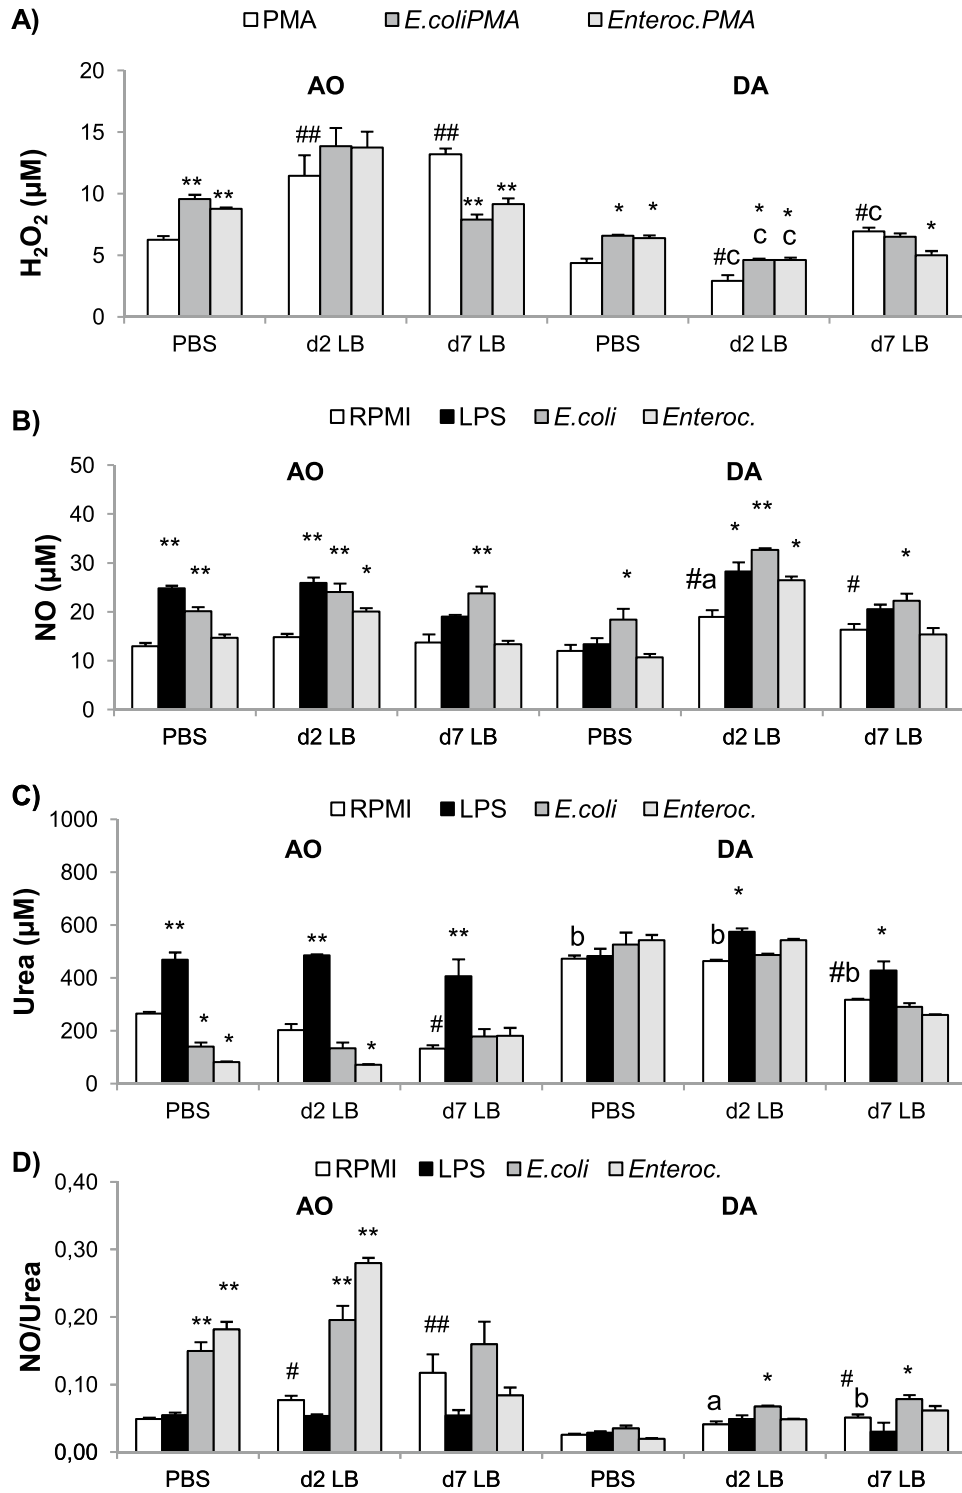 A)
PMA E.coliPMA Enteroc.PMA
AO DA
H2O2 (µM)
20
15
10
5
0
** **
##
## ** **
* *
#c * c * c
#c *
PBS d2 LB d7 LB PBS d2 LB d7 LB
B)
RPMI LPS E.coli Enteroc.
AO DA
NO (µM)
50
40
30
20
10
0
** **
** ** *
**
*
#a * ** *
# *
PBS d2 LB d7 LB PBS d2 LB d7 LB
C)
RPMI LPS E.coli Enteroc.
AO DA
Urea (µM)
1000
800
600
400
200
0
** * *
** *
# **
b
b *
#b *
PBS d2 LB d7 LB PBS d2 LB d7 LB
D)
RPMI LPS E.coli Enteroc.
AO DA
NO/Urea
0,40
0,30
0,20
0,10
0,00
** **
# ** **
##
a *
# b *
PBS d2 LB d7 LB PBS d2 LB d7 LB